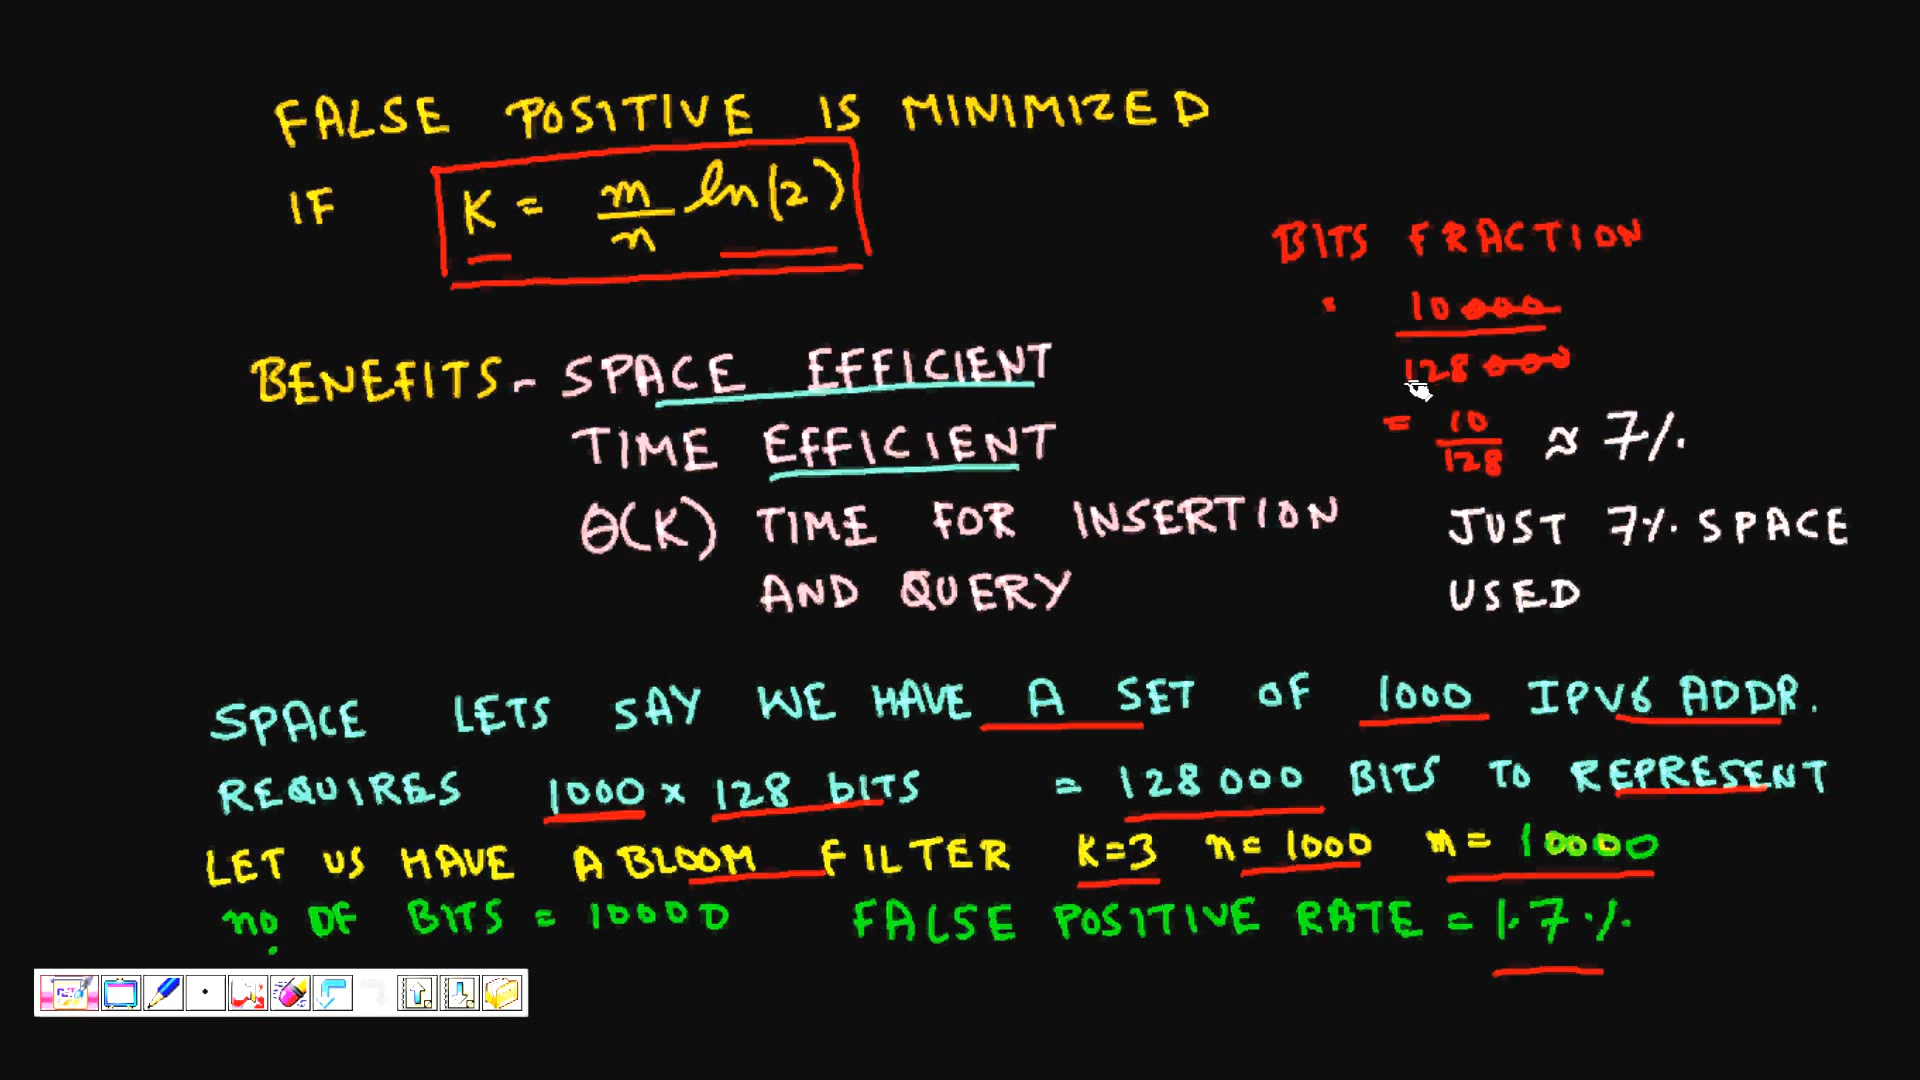 FALSE POSITIVE IS MINIMIZED
IF K = m/n ln(2)
BITS FRACTION
= 10000/128000
= 10/128 ≈ 7%
JUST 7% SPACE
USED
BENEFITS - SPACE EFFICIENT
TIME EFFICIENT
Θ(K) TIME FOR INSERTION
AND QUERY
SPACE LETS SAY WE HAVE A SET OF 1000 IPV6 ADDR.
REQUIRES 1000 x 128 bITS = 128000 BITS TO REPRESENT
LET US HAVE A BLOOM FILTER K=3 n=1000 m=10000
no. OF BITS = 10000 FALSE POSITIVE RATE = 1.7%